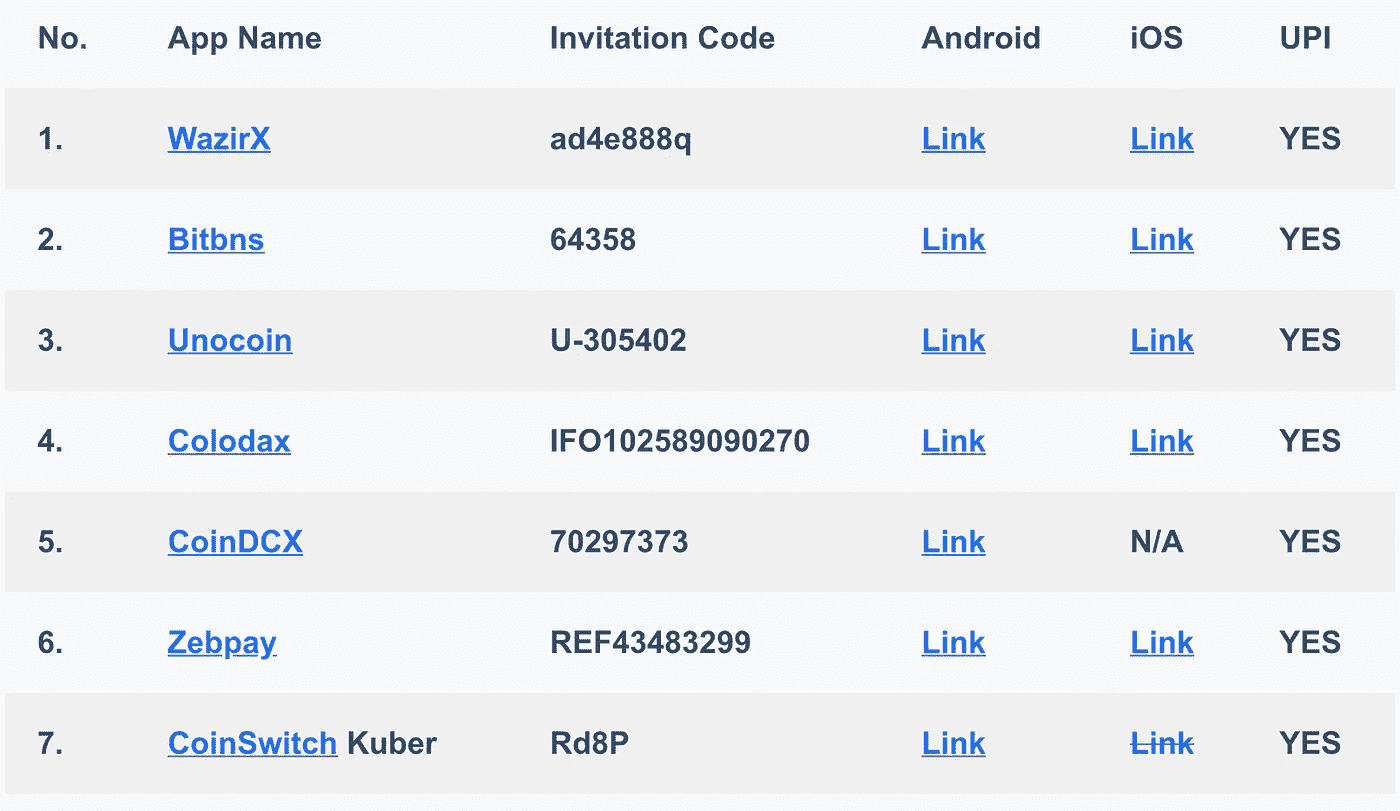 No. App Name Invitation Code Android iOS UPI
1. WazirX ad4e888q Link Link YES
2. Bitbns 64358 Link Link YES
3. Unocoin U-305402 Link Link YES
4. Colodax IFO102589090270 Link Link YES
5. CoinDCX 70297373 Link N/A YES
6. Zebpay REF43483299 Link Link YES
7. CoinSwitch Kuber Rd8P Link Link YES